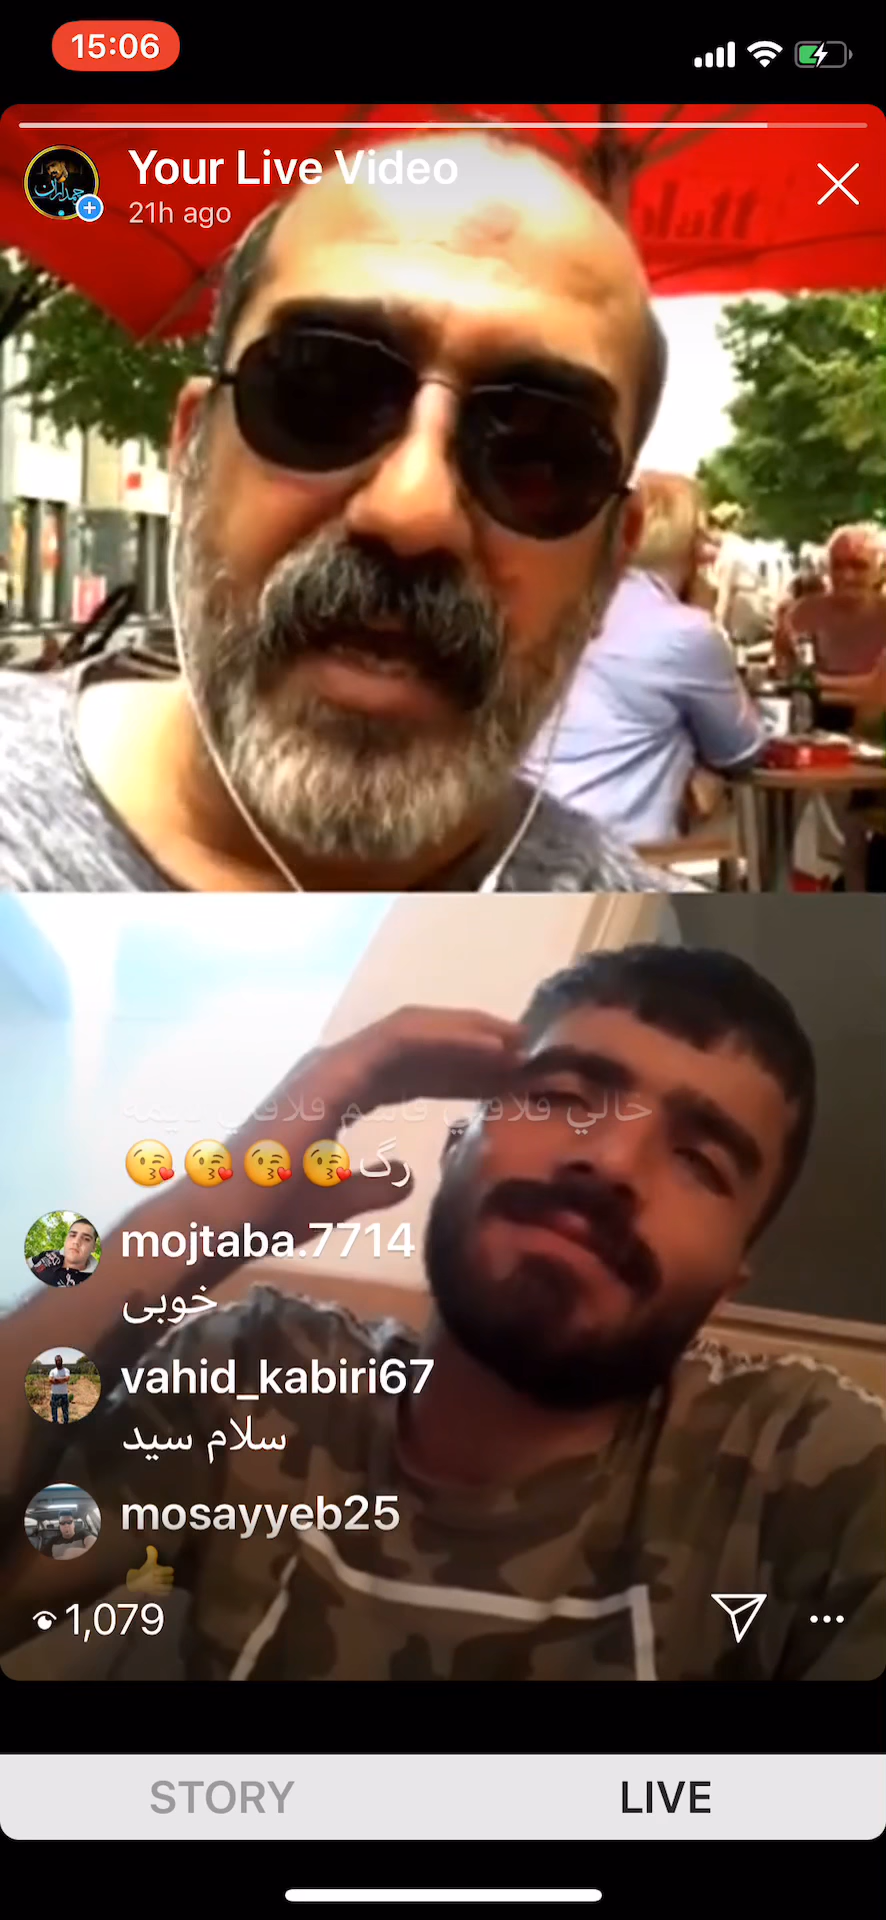 15:06
Your Live Video
21h ago
رگ 😘😘😘😘
mojtaba.7714
خوبی
vahid_kabiri67
سلام سید
mosayyeb25
👍
1,079
STORY
LIVE